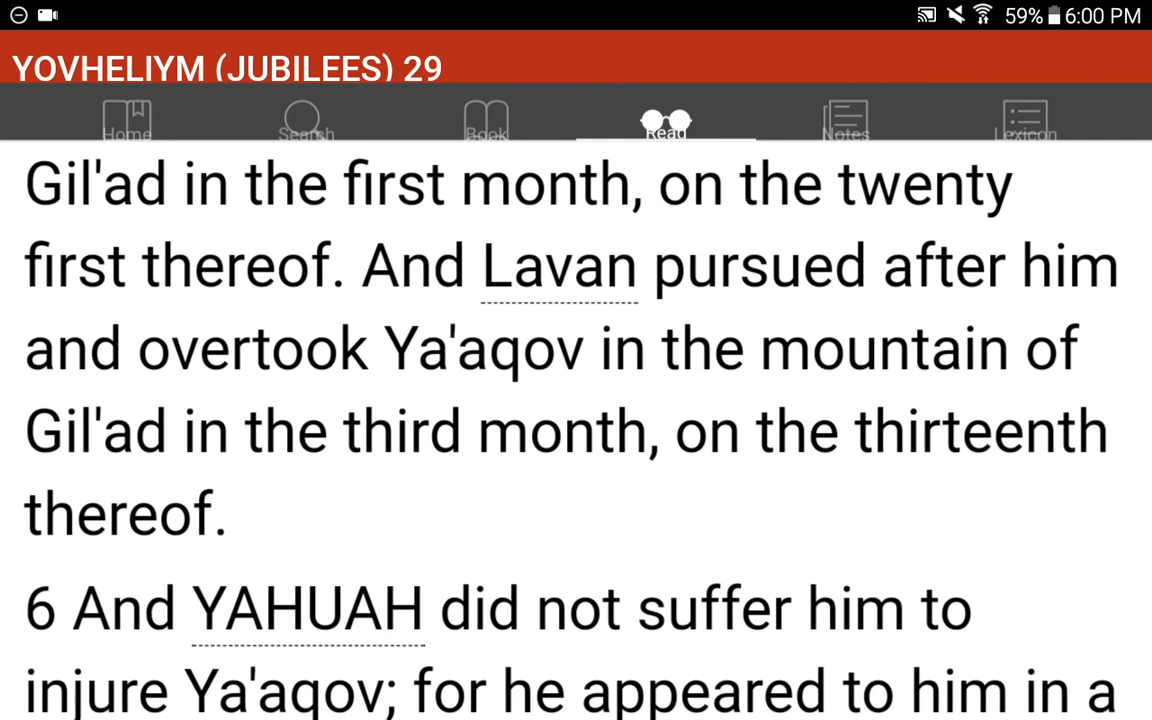 59% 6:00 PM
YOVHELIYM (JUBILEES) 29
Home Search Book Read Notes Lexicon
Gil'ad in the first month, on the twenty
first thereof. And Lavan pursued after him
and overtook Ya'aqov in the mountain of
Gil'ad in the third month, on the thirteenth
thereof.
6 And YAHUAH did not suffer him to
injure Ya'aqov; for he appeared to him in a